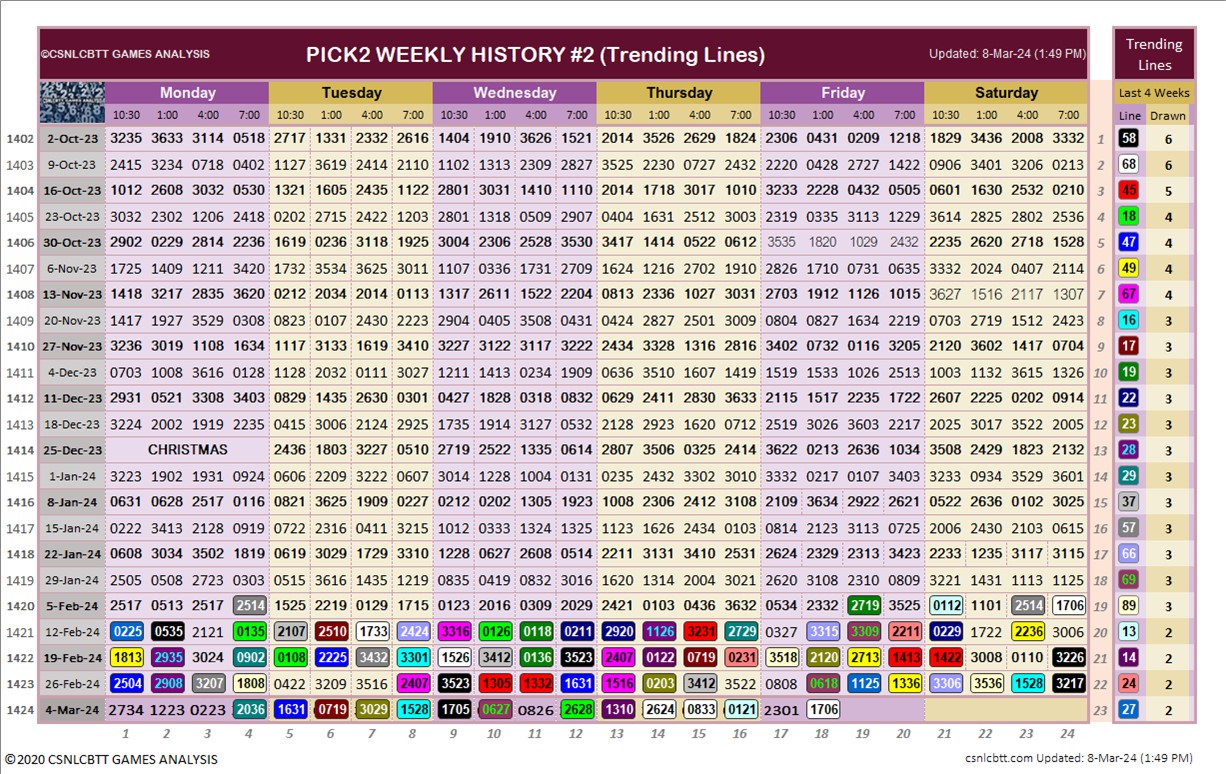 ©CSNLCBTT GAMES ANALYSIS PICK2 WEEKLY HISTORY #2 (Trending Lines) Updated: 8-Mar-24 (1:49 PM) Trending Lines
Monday Tuesday Wednesday Thursday Friday Saturday Last 4 Weeks
10:30 1:00 4:00 7:00 10:30 1:00 4:00 7:00 10:30 1:00 4:00 7:00 10:30 1:00 4:00 7:00 10:30 1:00 4:00 7:00 10:30 1:00 4:00 7:00 Line Drawn
1402 2-Oct-23 3235 3633 3114 0518 2717 1331 2332 2616 1404 1910 3626 1521 2014 3526 2629 1824 2306 0431 0209 1218 1829 3436 2008 3332 1 58 6
1403 9-Oct-23 2415 3234 0718 0402 1127 3619 2414 2110 1102 1313 2309 2827 3525 2230 0727 2432 2220 0428 2727 1422 0906 3401 3206 0213 2 68 6
1404 16-Oct-23 1012 2608 3032 0530 1321 1605 2435 1122 2801 3031 1410 1110 2014 1718 3017 1010 3233 2228 0432 0505 0601 1630 2532 0210 3 45 5
1405 23-Oct-23 3032 2302 1206 2418 0202 2715 2422 1203 2801 1318 0509 2907 0404 1631 2512 3003 2319 0335 3113 1229 3614 2825 2802 2536 4 18 4
1406 30-Oct-23 2902 0229 2814 2236 1619 0236 3118 1925 3004 2306 2528 3530 3417 1414 0522 0612 3535 1820 1029 2432 2235 2620 2718 1528 5 47 4
1407 6-Nov-23 1725 1409 1211 3420 1732 3534 3625 3011 1107 0336 1731 2709 1624 1216 2702 1910 2826 1710 0731 0635 3332 2024 0407 2114 6 49 4
1408 13-Nov-23 1418 3217 2835 3620 0212 2034 2014 0113 1317 2611 1522 2204 0813 2336 1027 3031 2703 1912 1126 1015 3627 1516 2117 1307 7 67 4
1409 20-Nov-23 1417 1927 3529 0308 0823 0107 2430 2223 2904 0405 3508 0431 0424 2827 2501 3009 0804 0827 1634 2219 0703 2719 1512 2423 8 16 3
1410 27-Nov-23 3236 3019 1108 1634 1117 3133 1619 3410 3227 3122 3117 3222 2434 3328 1316 2816 3402 0732 0116 3205 2120 3602 1417 0704 9 17 3
1411 4-Dec-23 0703 1008 3616 0128 1128 2032 0111 3027 1211 1413 0234 1909 0636 3510 1607 1419 1519 1533 1026 2513 1003 1132 3615 1326 10 19 3
1412 11-Dec-23 2931 0521 3308 3403 0829 1435 2630 0301 0427 1828 0318 0832 0629 2411 2830 3633 2115 1517 2235 1722 2607 2225 0202 0914 11 22 3
1413 18-Dec-23 3224 2002 1919 2235 0415 3006 2124 2925 1735 1914 3127 0532 2128 2923 1620 0712 2519 3026 3603 2217 2025 3017 3522 2005 12 23 3
1414 25-Dec-23 CHRISTMAS 2436 1803 3227 0510 2719 2522 1335 0614 2807 3506 0325 2414 3622 0213 2636 1034 3508 2429 1823 2132 13 28 3
1415 1-Jan-24 3223 1902 1931 0924 0606 2209 3222 0607 3014 1228 1004 0131 0235 2432 3302 3010 3332 0217 0107 3403 3233 0934 3529 3601 14 29 3
1416 8-Jan-24 0631 0628 2517 0116 0821 3625 1909 0227 0212 0202 1305 1923 1008 2306 2412 3108 2109 3634 2922 2621 0522 2636 0102 3025 15 37 3
1417 15-Jan-24 0222 3413 2128 0919 0722 2316 0411 3215 1012 0333 1324 1325 1123 1626 2434 0103 0814 2123 3113 0725 2006 2430 2103 0615 16 57 3
1418 22-Jan-24 0608 3034 3502 1819 0619 3029 1729 3310 1228 0627 2608 0514 2211 3131 3410 2531 2624 2329 2313 3423 2233 1235 3117 3115 17 66 3
1419 29-Jan-24 2505 0508 2723 0303 0515 3616 1435 1219 0835 0419 0832 3016 1620 1314 2004 3021 2620 3108 2310 0809 3221 1431 1113 1125 18 69 3
1420 5-Feb-24 2517 0513 2517 2514 1525 2219 0129 1715 0123 2016 0309 2029 2421 0103 0436 3632 0534 2332 2719 3525 0112 1101 2514 1706 19 89 3
1421 12-Feb-24 0225 0535 2121 0135 2107 2510 1733 2424 3316 0126 0118 0211 2920 1126 3231 2729 0327 3315 3309 2211 0229 1722 2236 3006 20 13 2
1422 19-Feb-24 1813 2935 3024 0902 0108 2225 3432 3301 1526 3412 0136 3523 2407 0122 0719 0231 3518 2120 2713 1413 1422 3008 0110 3226 21 14 2
1423 26-Feb-24 2504 2908 3207 1808 0422 3209 3516 2407 3523 1305 1332 1631 1516 0203 3412 3522 0808 0618 1125 1336 3306 3536 1528 3217 22 24 2
1424 4-Mar-24 2734 1223 0223 2036 1631 0719 3029 1528 1705 0627 0826 2628 1310 2624 0833 0121 2301 1706 23 27 2
1 2 3 4 5 6 7 8 9 10 11 12 13 14 15 16 17 18 19 20 21 22 23 24
©2020 CSNLCBTT GAMES ANALYSIS csnlcbtt.com Updated: 8-Mar-24 (1:49 PM)